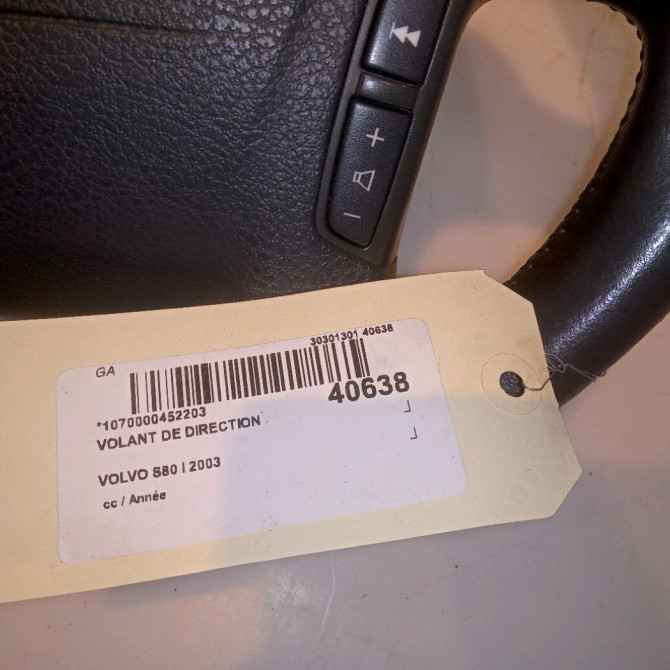 +
−
30301301 40638
GA
40638
*1070000452203
VOLANT DE DIRECTION
VOLVO S80 I 2003
cc / Année